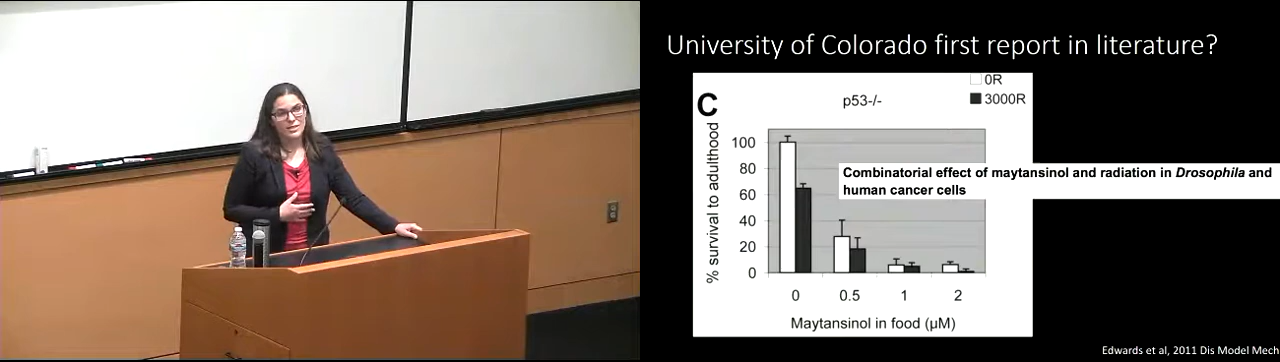 University of Colorado first report in literature?
C
p53-/-
0R
3000R
% survival to adulthood
100
80
60
40
20
0
Combinatorial effect of maytansinol and radiation in Drosophila and
human cancer cells
0 0.5 1 2
Maytansinol in food (µM)
Edwards et al, 2011 Dis Model Mech